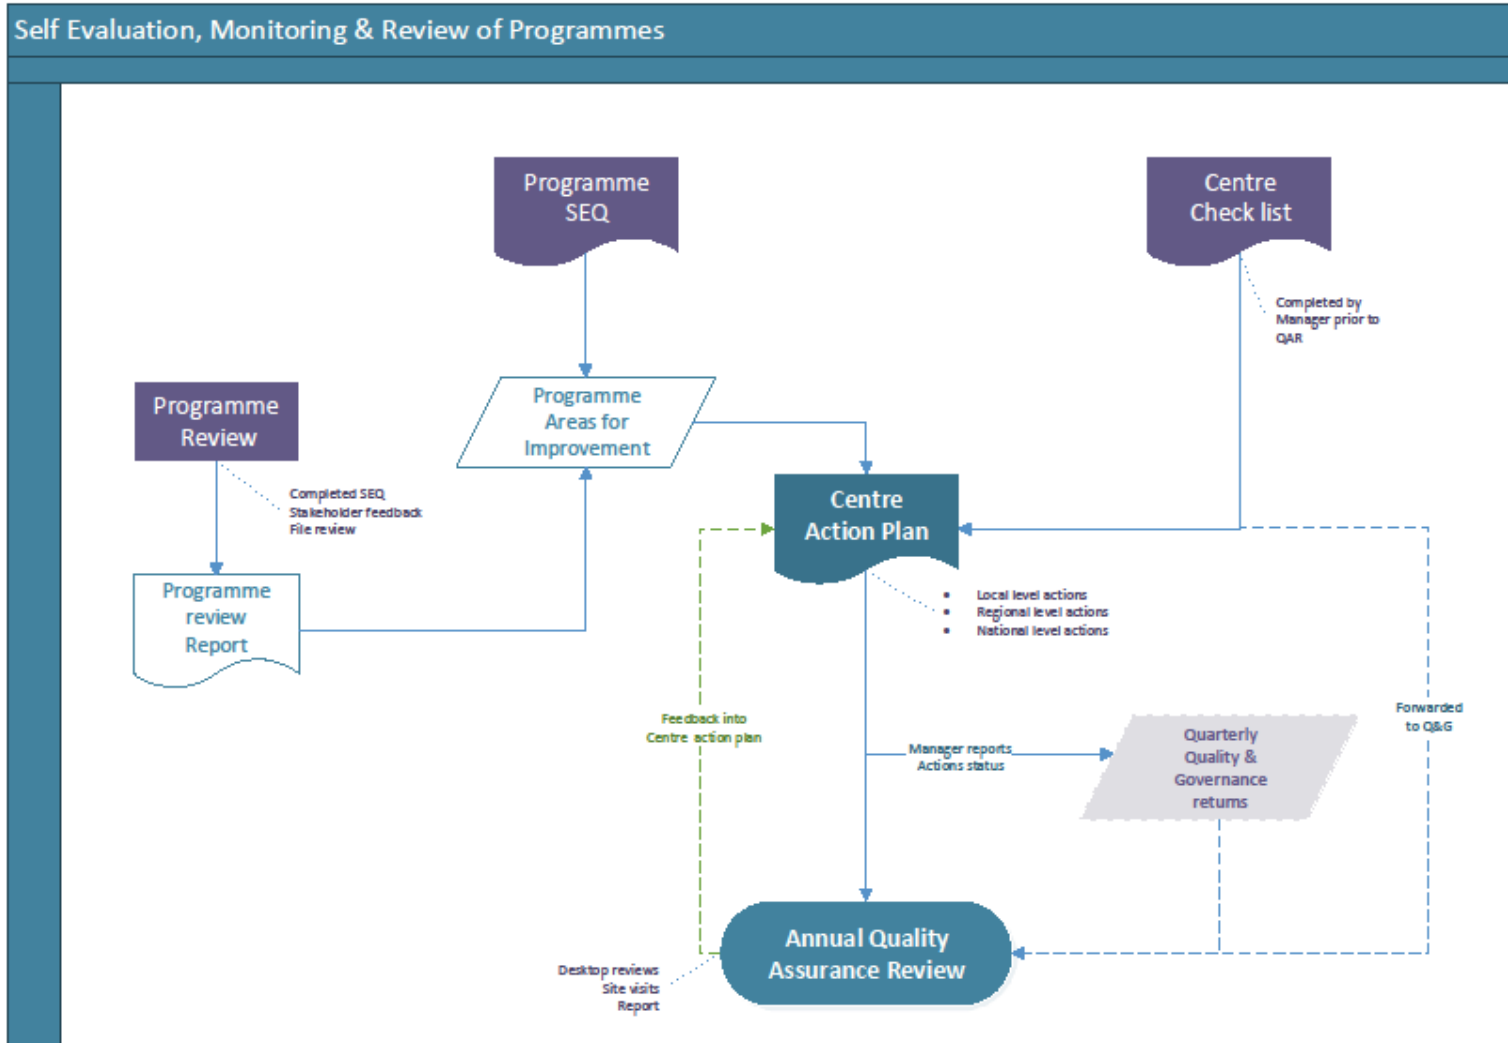 Self Evaluation, Monitoring & Review of Programmes
Programme
SEQ
Centre
Check list
Completed by
Manager prior to
QAR
Programme
Review
Programme
Areas for
Improvement
Completed SEQ
Stakeholder feedback
File review
Centre
Action Plan
Programme
review
Report
• Local level actions
• Regional level actions
• National level actions
Feedback into
Centre action plan
Manager reports
Actions status
Quarterly
Quality &
Governance
returns
Forwarded
to Q&G
Annual Quality
Assurance Review
Desktop reviews
Site visits
Report